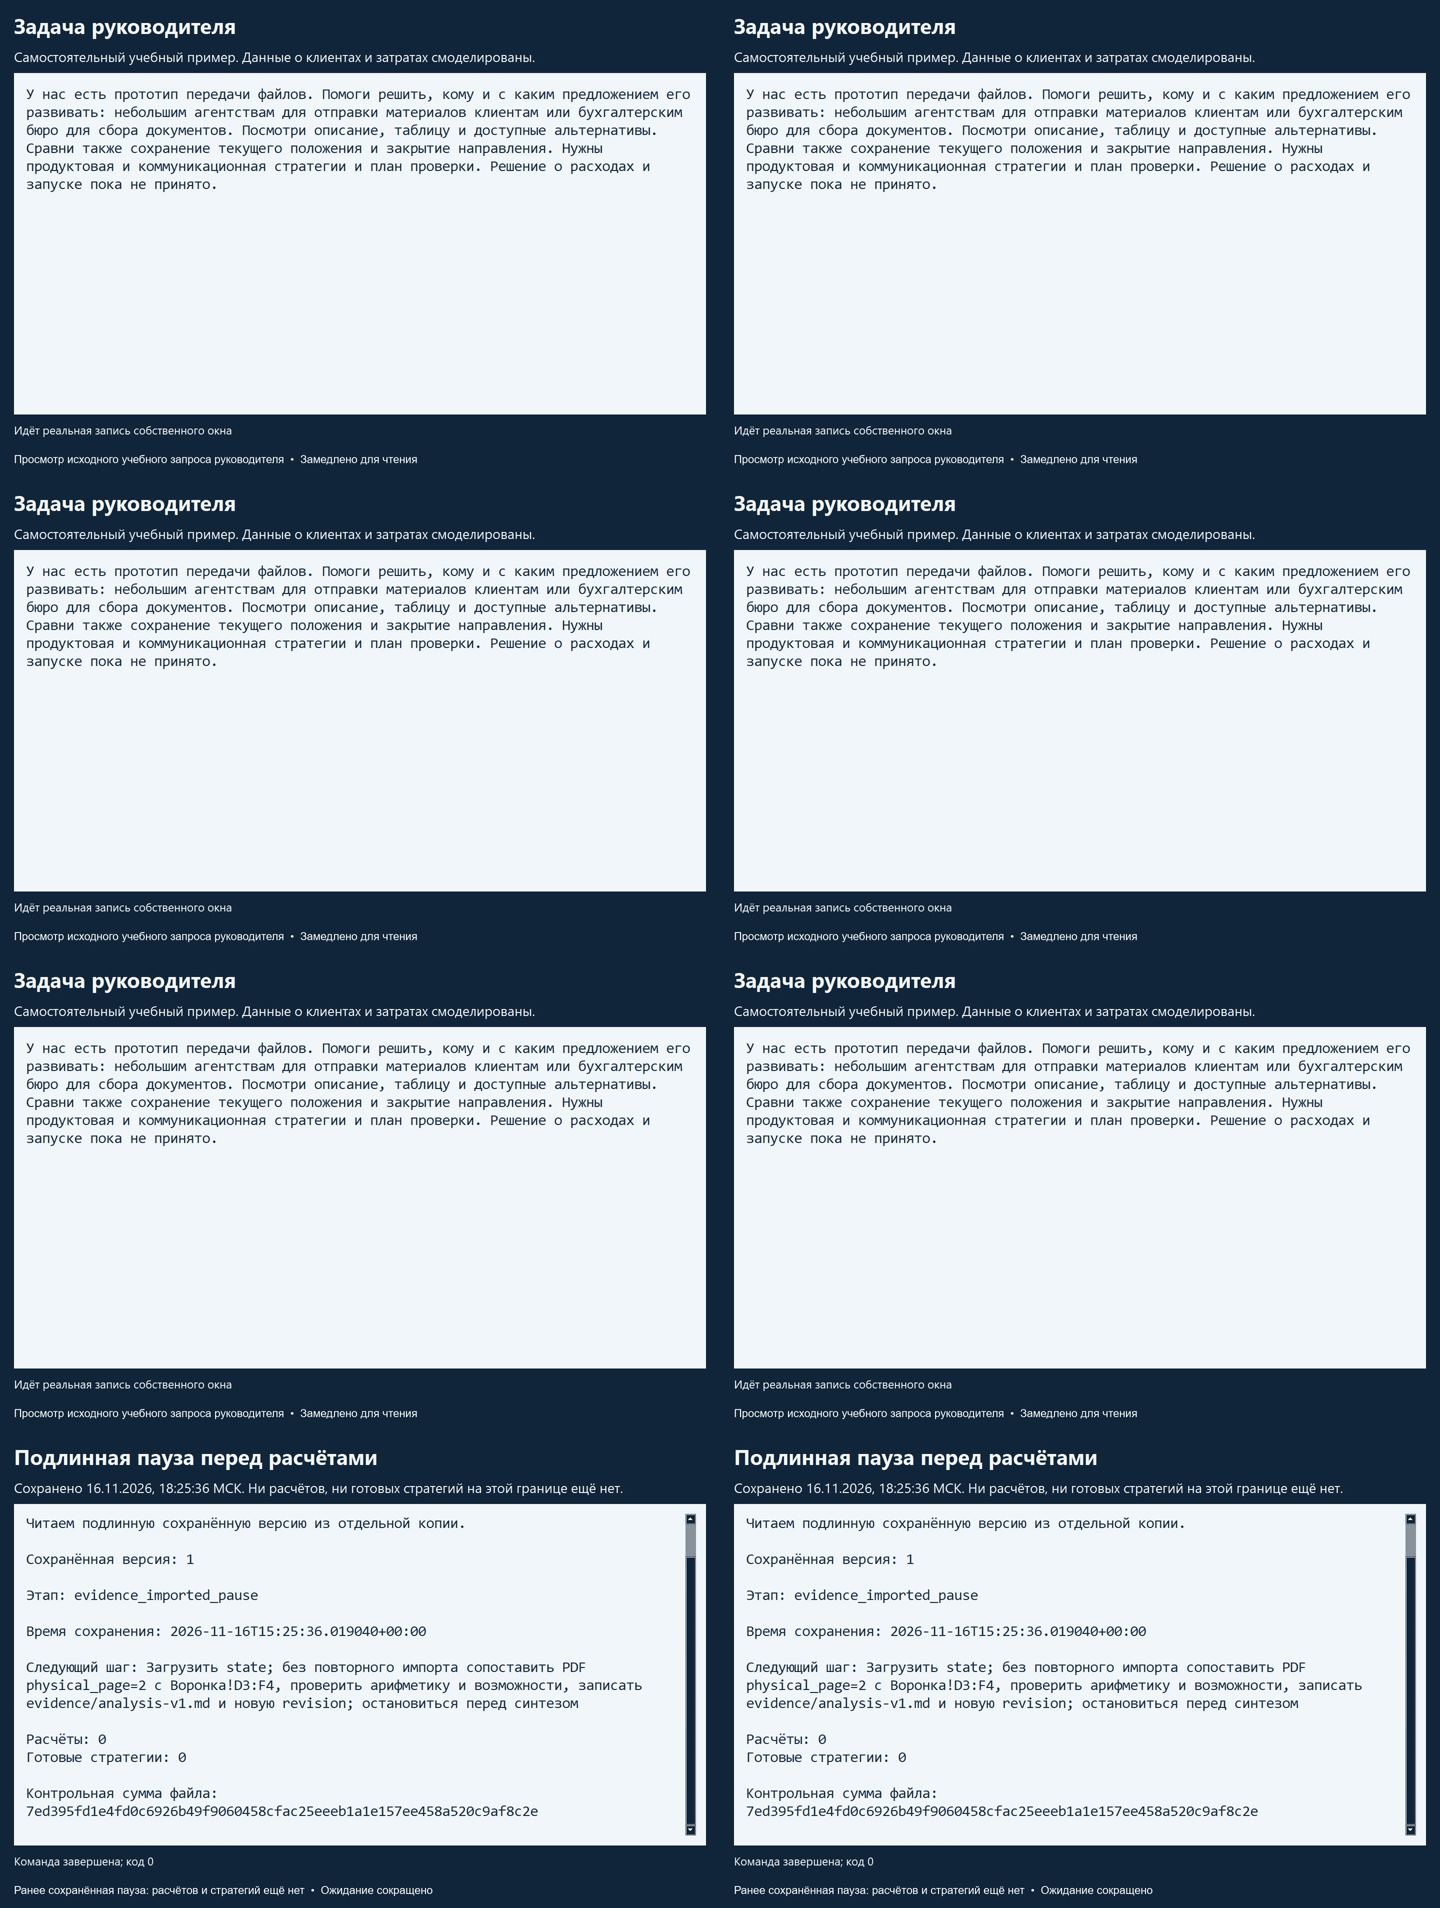 Задача руководителя
Самостоятельный учебный пример. Данные о клиентах и затратах смоделированы.
У нас есть прототип передачи файлов. Помоги решить, кому и с каким предложением его
развивать: небольшим агентствам для отправки материалов клиентам или бухгалтерским
бюро для сбора документов. Посмотри описание, таблицу и доступные альтернативы.
Сравни также сохранение текущего положения и закрытие направления. Нужны
продуктовая и коммуникационная стратегии и план проверки. Решение о расходах и
запуске пока не принято.
Идёт реальная запись собственного окна
Просмотр исходного учебного запроса руководителя • Замедлено для чтения
Задача руководителя
Самостоятельный учебный пример. Данные о клиентах и затратах смоделированы.
У нас есть прототип передачи файлов. Помоги решить, кому и с каким предложением его
развивать: небольшим агентствам для отправки материалов клиентам или бухгалтерским
бюро для сбора документов. Посмотри описание, таблицу и доступные альтернативы.
Сравни также сохранение текущего положения и закрытие направления. Нужны
продуктовая и коммуникационная стратегии и план проверки. Решение о расходах и
запуске пока не принято.
Идёт реальная запись собственного окна
Просмотр исходного учебного запроса руководителя • Замедлено для чтения
Задача руководителя
Самостоятельный учебный пример. Данные о клиентах и затратах смоделированы.
У нас есть прототип передачи файлов. Помоги решить, кому и с каким предложением его
развивать: небольшим агентствам для отправки материалов клиентам или бухгалтерским
бюро для сбора документов. Посмотри описание, таблицу и доступные альтернативы.
Сравни также сохранение текущего положения и закрытие направления. Нужны
продуктовая и коммуникационная стратегии и план проверки. Решение о расходах и
запуске пока не принято.
Идёт реальная запись собственного окна
Просмотр исходного учебного запроса руководителя • Замедлено для чтения
Задача руководителя
Самостоятельный учебный пример. Данные о клиентах и затратах смоделированы.
У нас есть прототип передачи файлов. Помоги решить, кому и с каким предложением его
развивать: небольшим агентствам для отправки материалов клиентам или бухгалтерским
бюро для сбора документов. Посмотри описание, таблицу и доступные альтернативы.
Сравни также сохранение текущего положения и закрытие направления. Нужны
продуктовая и коммуникационная стратегии и план проверки. Решение о расходах и
запуске пока не принято.
Идёт реальная запись собственного окна
Просмотр исходного учебного запроса руководителя • Замедлено для чтения
Задача руководителя
Самостоятельный учебный пример. Данные о клиентах и затратах смоделированы.
У нас есть прототип передачи файлов. Помоги решить, кому и с каким предложением его
развивать: небольшим агентствам для отправки материалов клиентам или бухгалтерским
бюро для сбора документов. Посмотри описание, таблицу и доступные альтернативы.
Сравни также сохранение текущего положения и закрытие направления. Нужны
продуктовая и коммуникационная стратегии и план проверки. Решение о расходах и
запуске пока не принято.
Идёт реальная запись собственного окна
Просмотр исходного учебного запроса руководителя • Замедлено для чтения
Задача руководителя
Самостоятельный учебный пример. Данные о клиентах и затратах смоделированы.
У нас есть прототип передачи файлов. Помоги решить, кому и с каким предложением его
развивать: небольшим агентствам для отправки материалов клиентам или бухгалтерским
бюро для сбора документов. Посмотри описание, таблицу и доступные альтернативы.
Сравни также сохранение текущего положения и закрытие направления. Нужны
продуктовая и коммуникационная стратегии и план проверки. Решение о расходах и
запуске пока не принято.
Идёт реальная запись собственного окна
Просмотр исходного учебного запроса руководителя • Замедлено для чтения
Подлинная пауза перед расчётами
Сохранено 16.11.2026, 18:25:36 МСК. Ни расчётов, ни готовых стратегий на этой границе ещё нет.
Читаем подлинную сохранённую версию из отдельной копии.
Сохранённая версия: 1
Этап: evidence_imported_pause
Время сохранения: 2026-11-16T15:25:36.019040+00:00
Следующий шаг: Загрузить state; без повторного импорта сопоставить PDF
physical_page=2 с Воронка!D3:F4, проверить арифметику и возможности, записать
evidence/analysis-v1.md и новую revision; остановиться перед синтезом
Расчёты: 0
Готовые стратегии: 0
Контрольная сумма файла:
7ed395fd1e4fd0c6926b49f9060458cfac25eeeb1a1e157ee458a520c9af8c2e
Команда завершена; код 0
Ранее сохранённая пауза: расчётов и стратегий ещё нет • Ожидание сокращено
Подлинная пауза перед расчётами
Сохранено 16.11.2026, 18:25:36 МСК. Ни расчётов, ни готовых стратегий на этой границе ещё нет.
Читаем подлинную сохранённую версию из отдельной копии.
Сохранённая версия: 1
Этап: evidence_imported_pause
Время сохранения: 2026-11-16T15:25:36.019040+00:00
Следующий шаг: Загрузить state; без повторного импорта сопоставить PDF
physical_page=2 с Воронка!D3:F4, проверить арифметику и возможности, записать
evidence/analysis-v1.md и новую revision; остановиться перед синтезом
Расчёты: 0
Готовые стратегии: 0
Контрольная сумма файла:
7ed395fd1e4fd0c6926b49f9060458cfac25eeeb1a1e157ee458a520c9af8c2e
Команда завершена; код 0
Ранее сохранённая пауза: расчётов и стратегий ещё нет • Ожидание сокращено